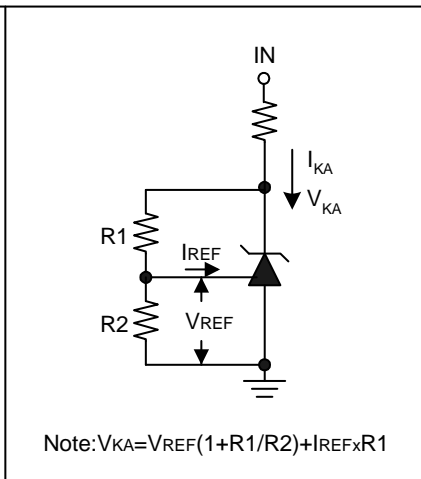 IN
IKA
VKA
R1
IREF
R2
VREF
Note:VKA=VREF(1+R1/R2)+IREFxR1